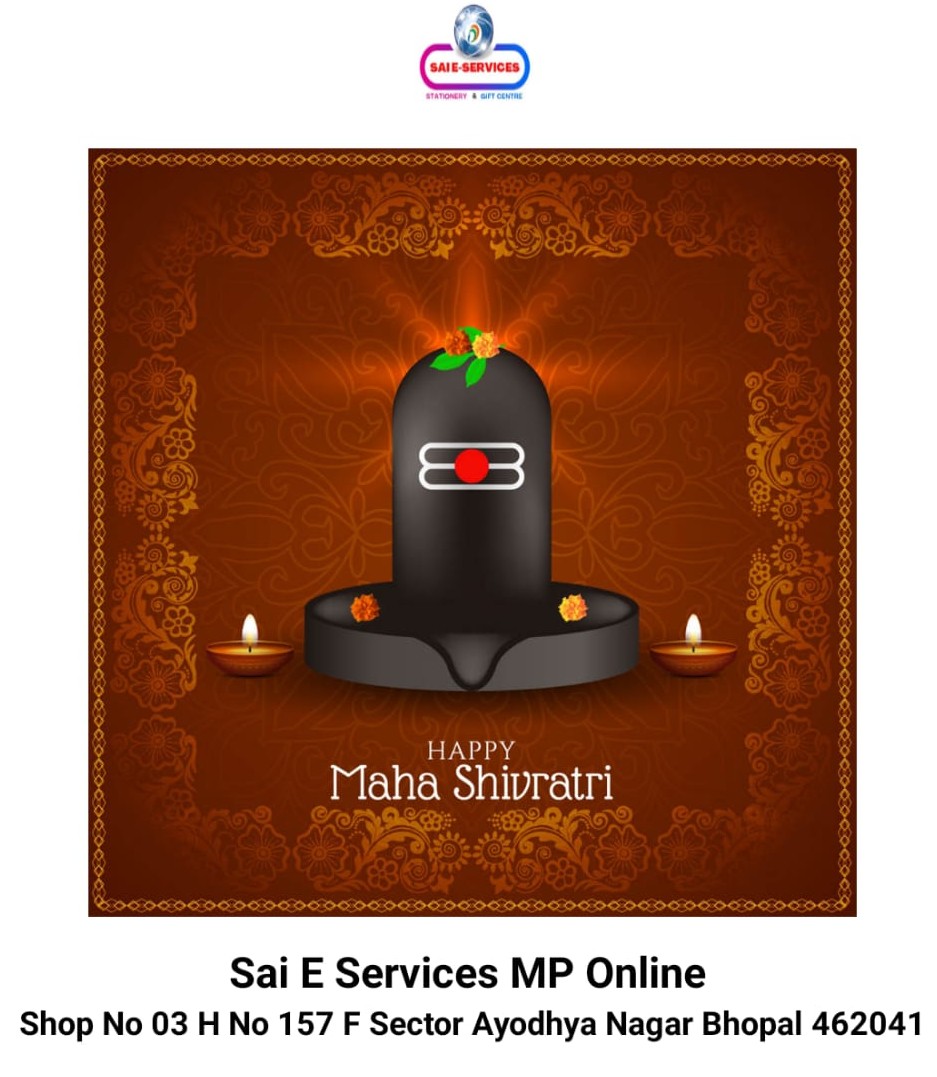 SAI E-SERVICES
STATIONERY & GIFT CENTRE
HAPPY
Maha Shivratri
Sai E Services MP Online
Shop No 03 H No 157 F Sector Ayodhya Nagar Bhopal 462041